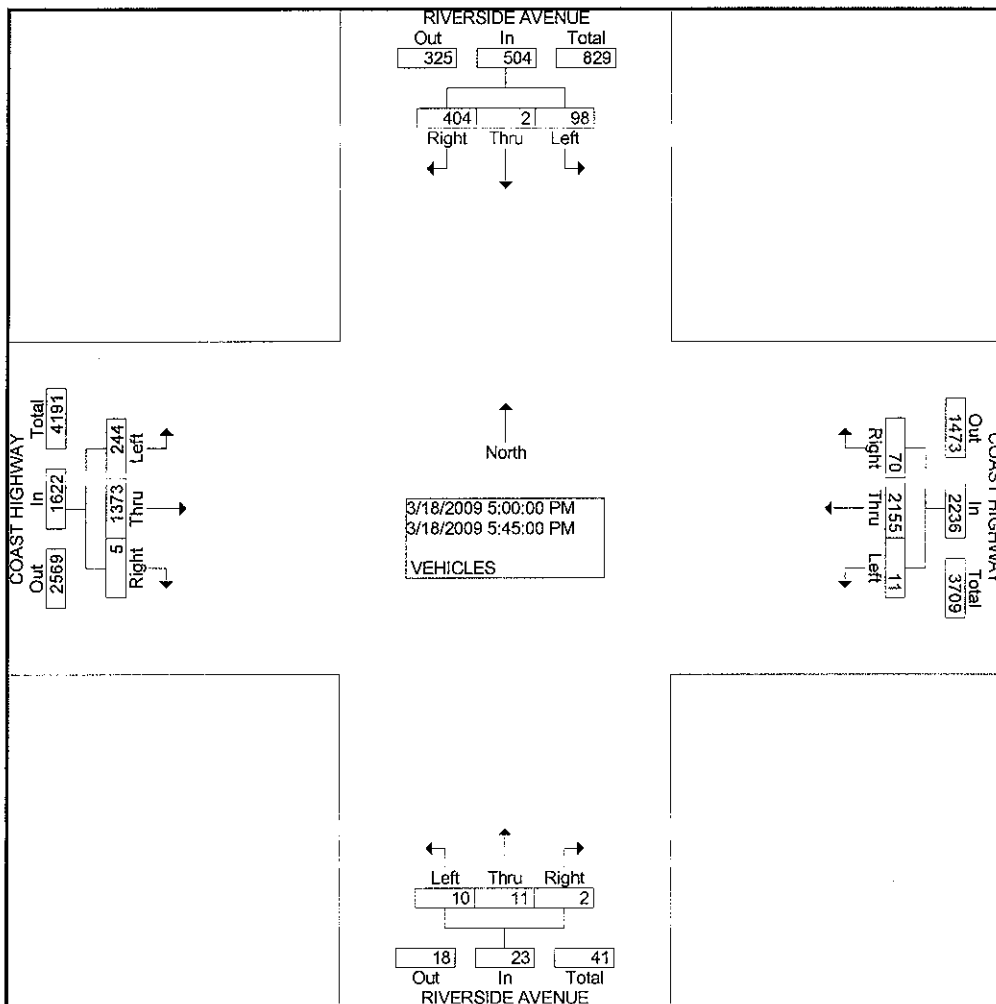 RIVERSIDE AVENUE
Out In Total
325 504 829
404 2 98
Right Thru Left
COAST HIGHWAY
Total In Out
4191 1622 2569
244 1373 5
Left Thru Right
North
3/18/2009 5:00:00 PM
3/18/2009 5:45:00 PM
VEHICLES
Right Thru Left
70 2155 11
Out In Total
1473 2236 3709
COAST HIGHWAY
Left Thru Right
10 11 2
18 23 41
Out In Total
RIVERSIDE AVENUE